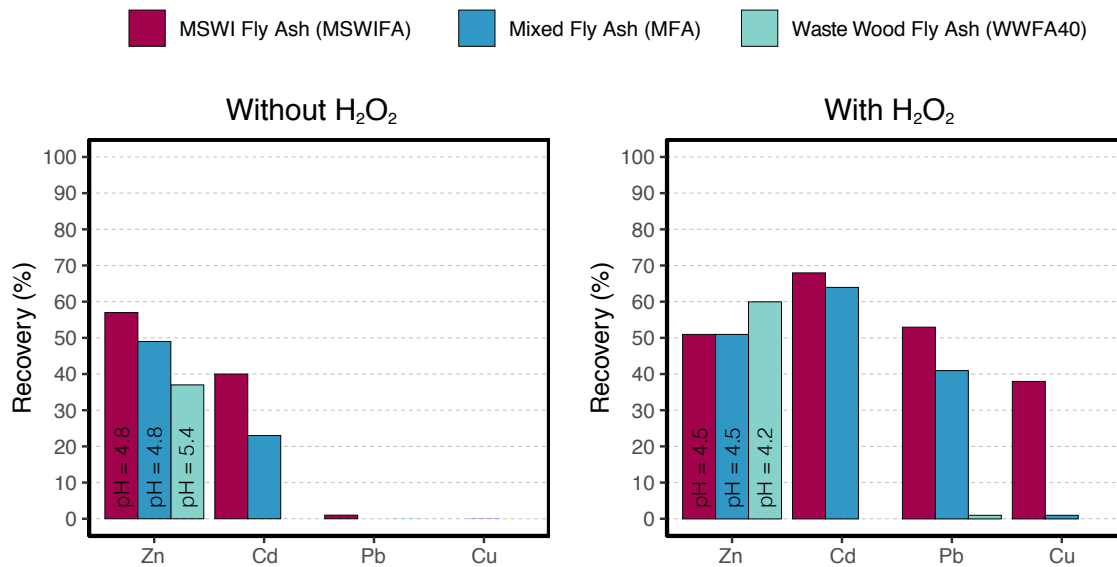 MSWI Fly Ash (MSWIFA) Mixed Fly Ash (MFA) Waste Wood Fly Ash (WWFA40)
Without H₂O₂
Recovery (%)
100
90
80
70
60
50
40
30
20
10
0
pH = 4.8
pH = 4.8
pH = 5.4
Zn Cd Pb Cu
With H₂O₂
Recovery (%)
100
90
80
70
60
50
40
30
20
10
0
pH = 4.5
pH = 4.5
pH = 4.2
Zn Cd Pb Cu